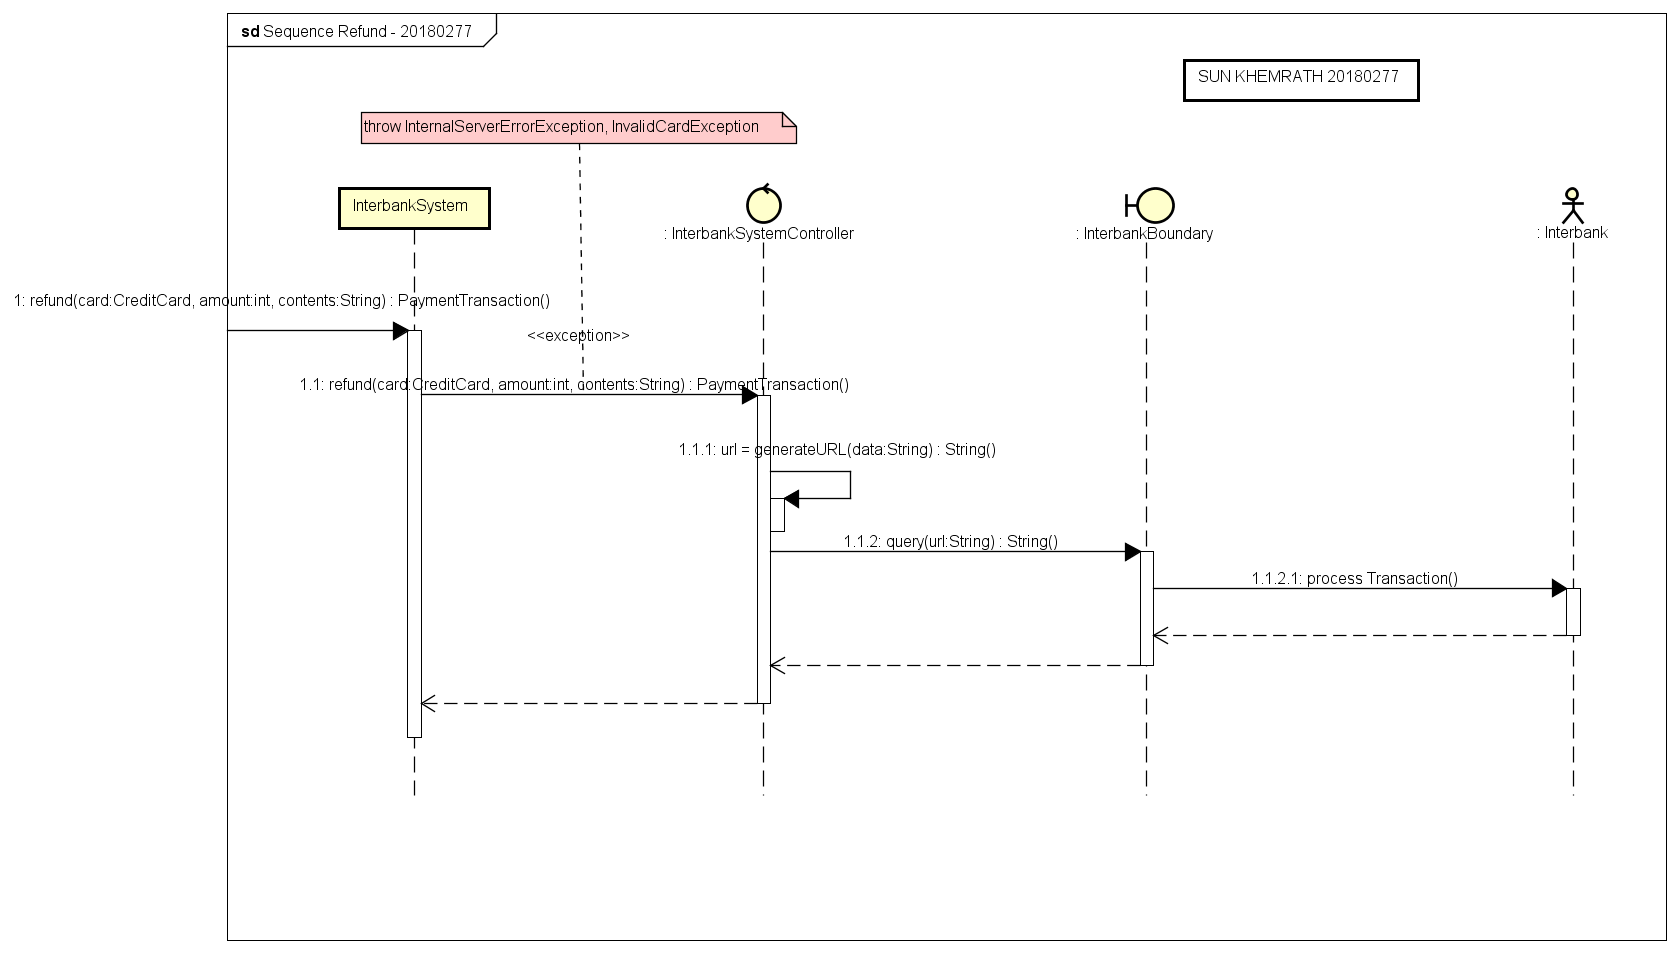 sd Sequence Refund - 20180277
SUN KHEMRATH 20180277
throw InternalServerErrorException, InvalidCardException
InterbankSystem
: InterbankSystemController
: InterbankBoundary
: Interbank
1: refund(card:CreditCard, amount:int, contents:String) : PaymentTransaction()
<<exception>>
1.1: refund(card:CreditCard, amount:int, contents:String) : PaymentTransaction()
1.1.1: url = generateURL(data:String) : String()
1.1.2: query(url:String) : String()
1.1.2.1: process Transaction()